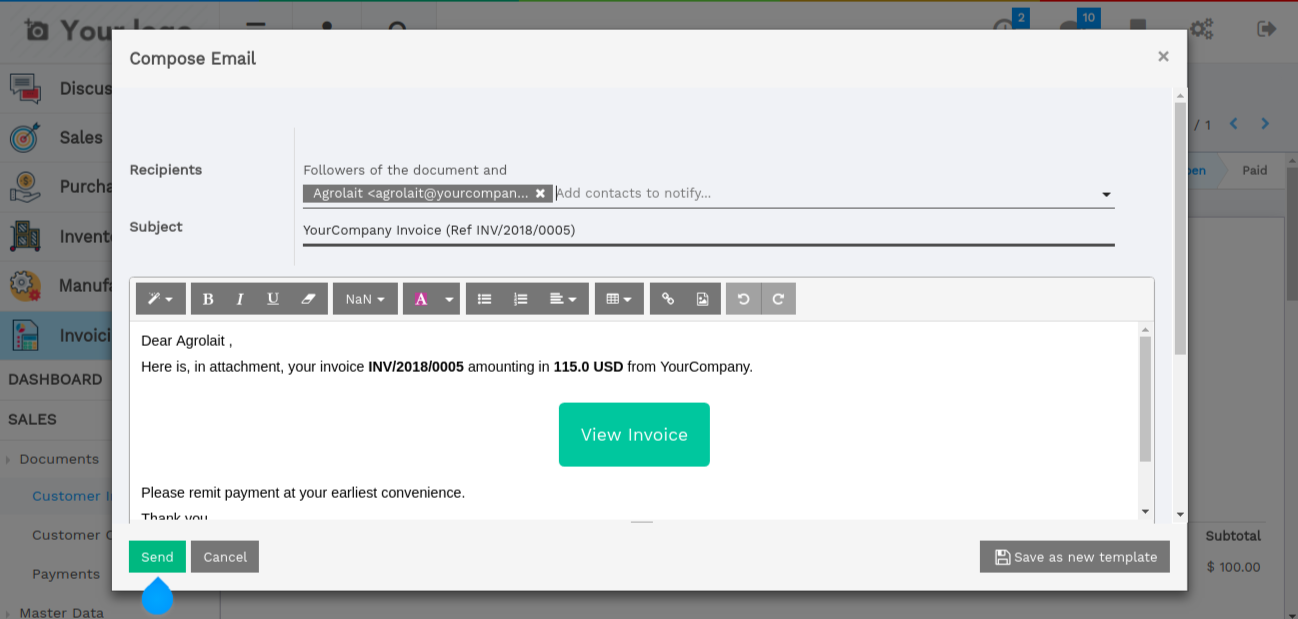 Your logo
2
10
Compose Email
×
Discus
Sales
Purcha
Invento
Manufa
Invoici
DASHBOARD
SALES
Documents
Customer I
Customer C
Payments
Master Data
/ 1
pen
Paid
Recipients
Followers of the document and
Agrolait <agrolait@yourcompan... ✖ Add contacts to notify...
Subject
YourCompany Invoice (Ref INV/2018/0005)
B I U NaN A
Dear Agrolait ,
Here is, in attachment, your invoice INV/2018/0005 amounting in 115.0 USD from YourCompany.
View Invoice
Please remit payment at your earliest convenience.
Thank you
Send
Cancel
Save as new template
Subtotal
$ 100.00